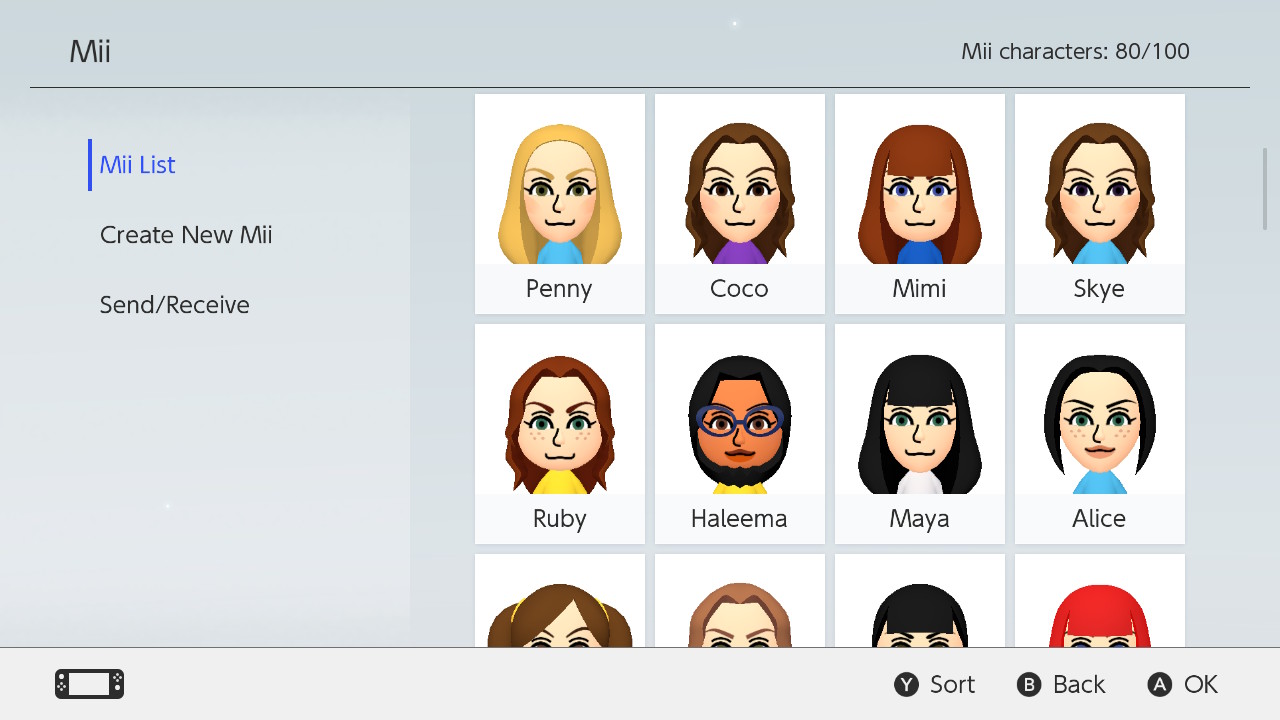 Mii
Mii characters: 80/100
Mii List
Create New Mii
Send/Receive
Penny
Coco
Mimi
Skye
Ruby
Haleema
Maya
Alice
Y Sort
B Back
A OK